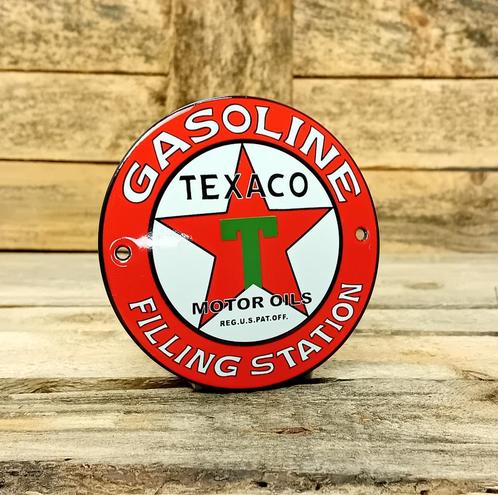 GASOLINE
TEXACO
T
MOTOR OILS
REG.U.S.PAT.OFF.
FILLING STATION